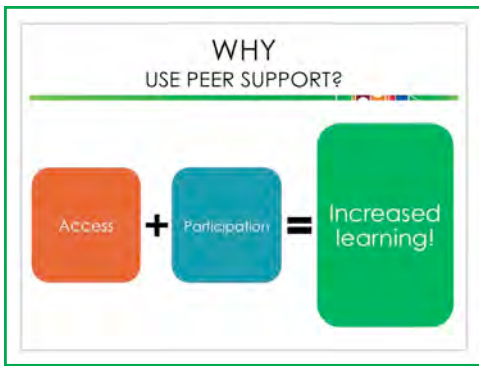 WHY
USE PEER SUPPORT?
Access + Participation = Increased
learning!